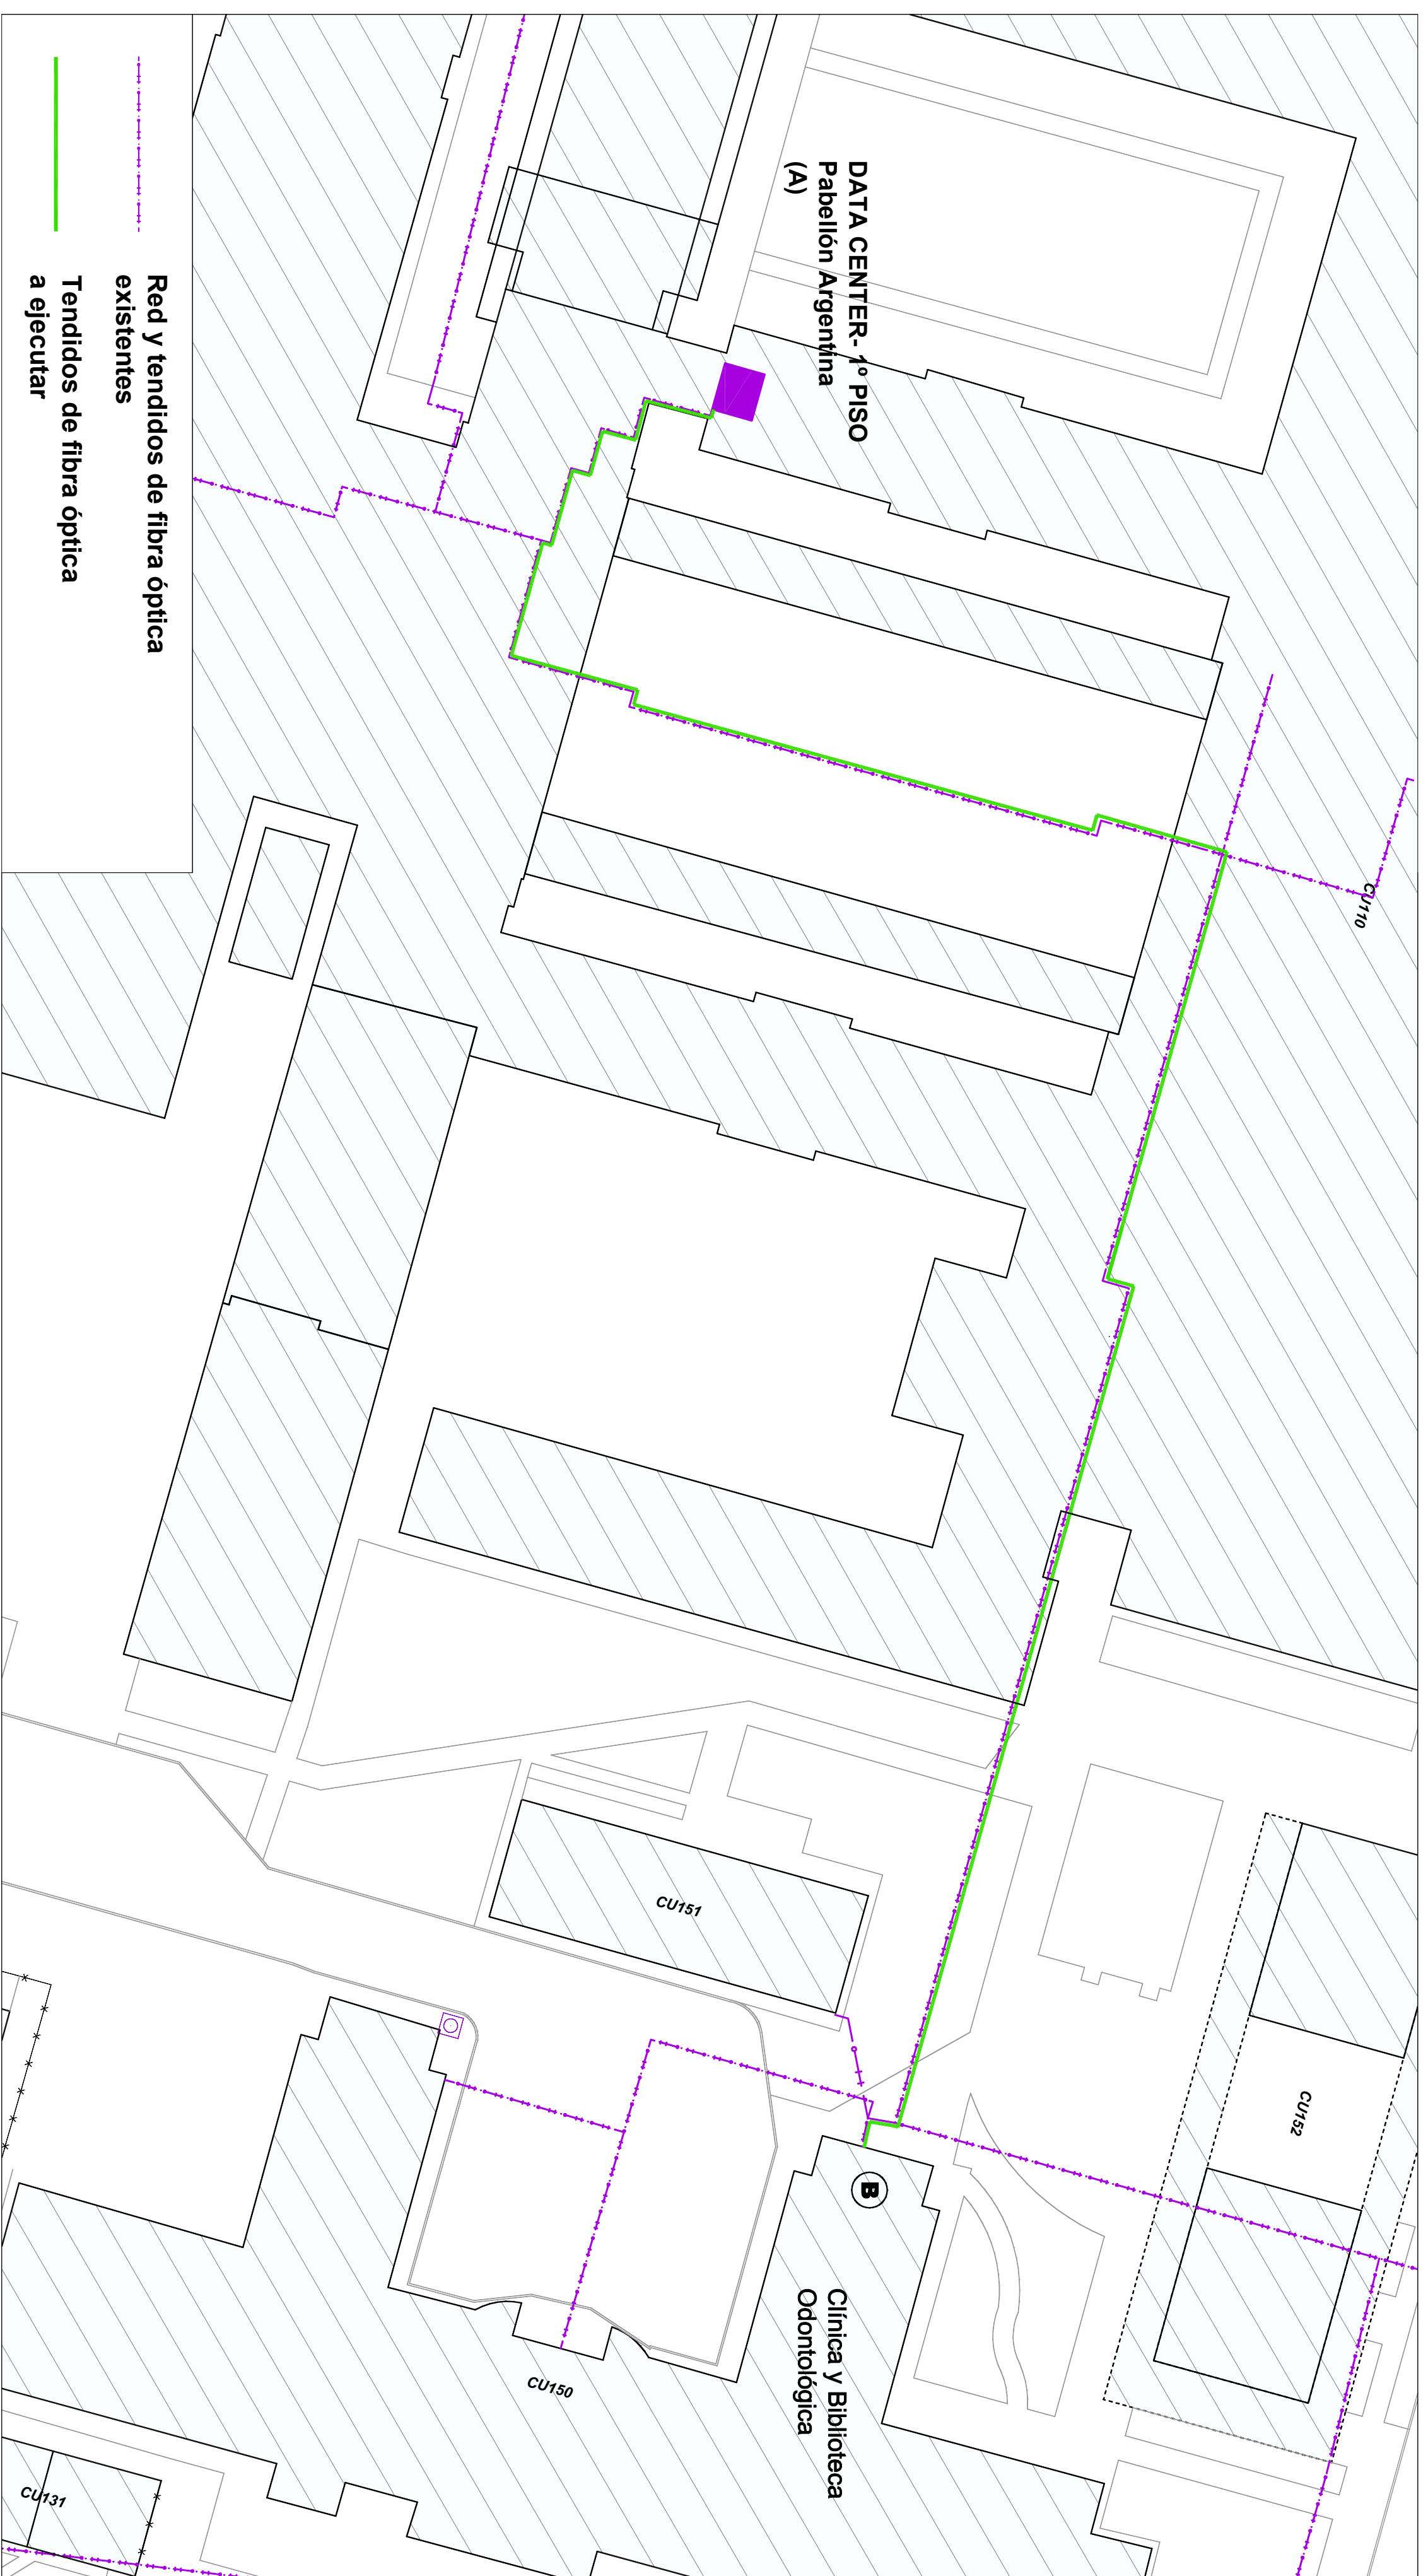 DATA CENTER- 1º PISO
Pabellón Argentina
(A)
CU110
CU152
CU151
B
Clínica y Biblioteca
Odontológica
CU150
CU131
Red y tendidos de fibra óptica
existentes
Tendidos de fibra óptica
a ejecutar